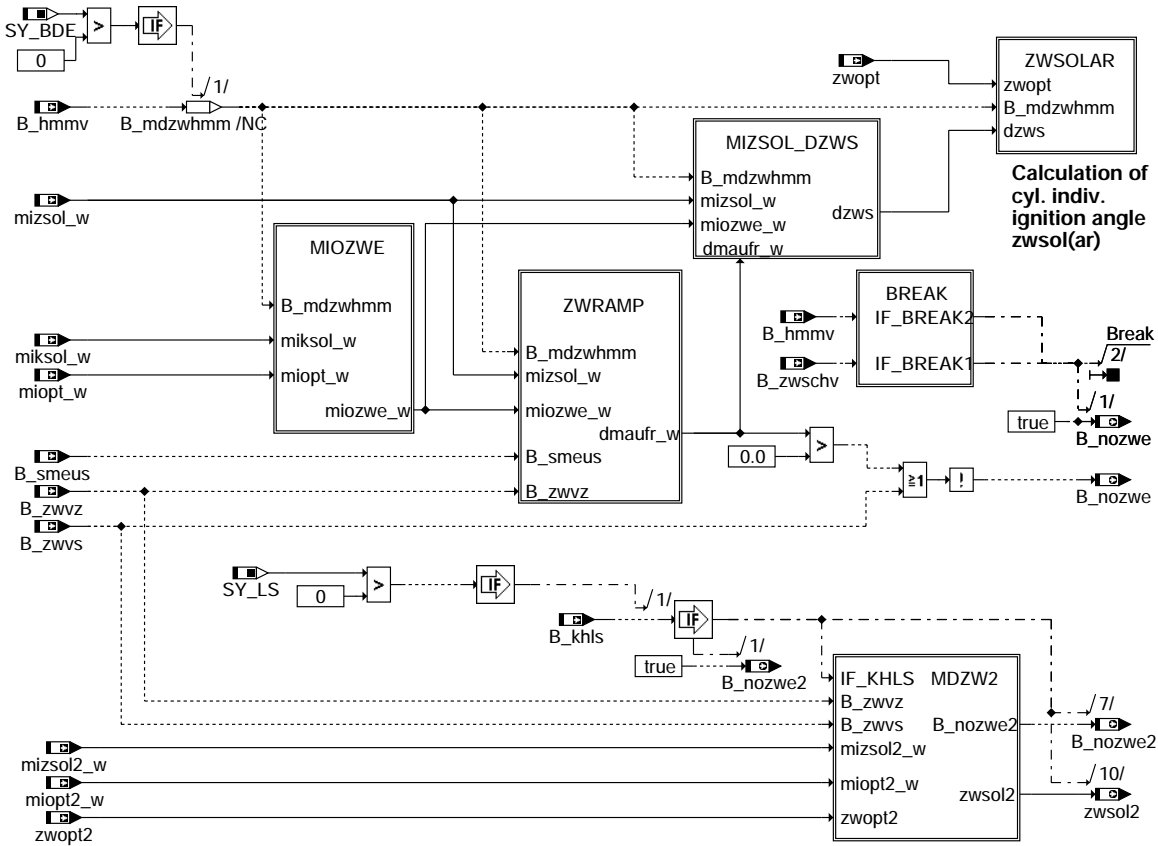 SY_BDE
>
IF
0
/1/
B_hmmv
B_mdzwhmm /NC
zwopt
ZWSOLAR
zwopt
B_mdzwhmm
dzws
Calculation of
cyl. indiv.
ignition angle
zwsol(ar)
MIZSOL_DZWS
B_mdzwhmm
mizsol_w
miozwe_w
dmaufr_w
dzws
mizsol_w
MIOZWE
B_mdzwhmm
miksol_w
miopt_w
miozwe_w
miksol_w
miopt_w
ZWRAMP
B_mdzwhmm
mizsol_w
miozwe_w
dmaufr_w
B_smeus
B_zwvz
BREAK
IF_BREAK2
IF_BREAK1
B_hmmv
B_zwschv
Break
2/
/1/
true
B_nozwe
0.0
>
≥1
!
B_nozwe
B_smeus
B_zwvz
B_zwvs
SY_LS
0
>
IF
/1/
B_khls
IF
/1/
true
B_nozwe2
IF_KHLS
MDZW2
B_zwvz
B_zwvs
B_nozwe2
mizsol2_w
miopt2_w
zwsol2
zwopt2
/7/
B_nozwe2
/10/
zwsol2
mizsol2_w
miopt2_w
zwopt2